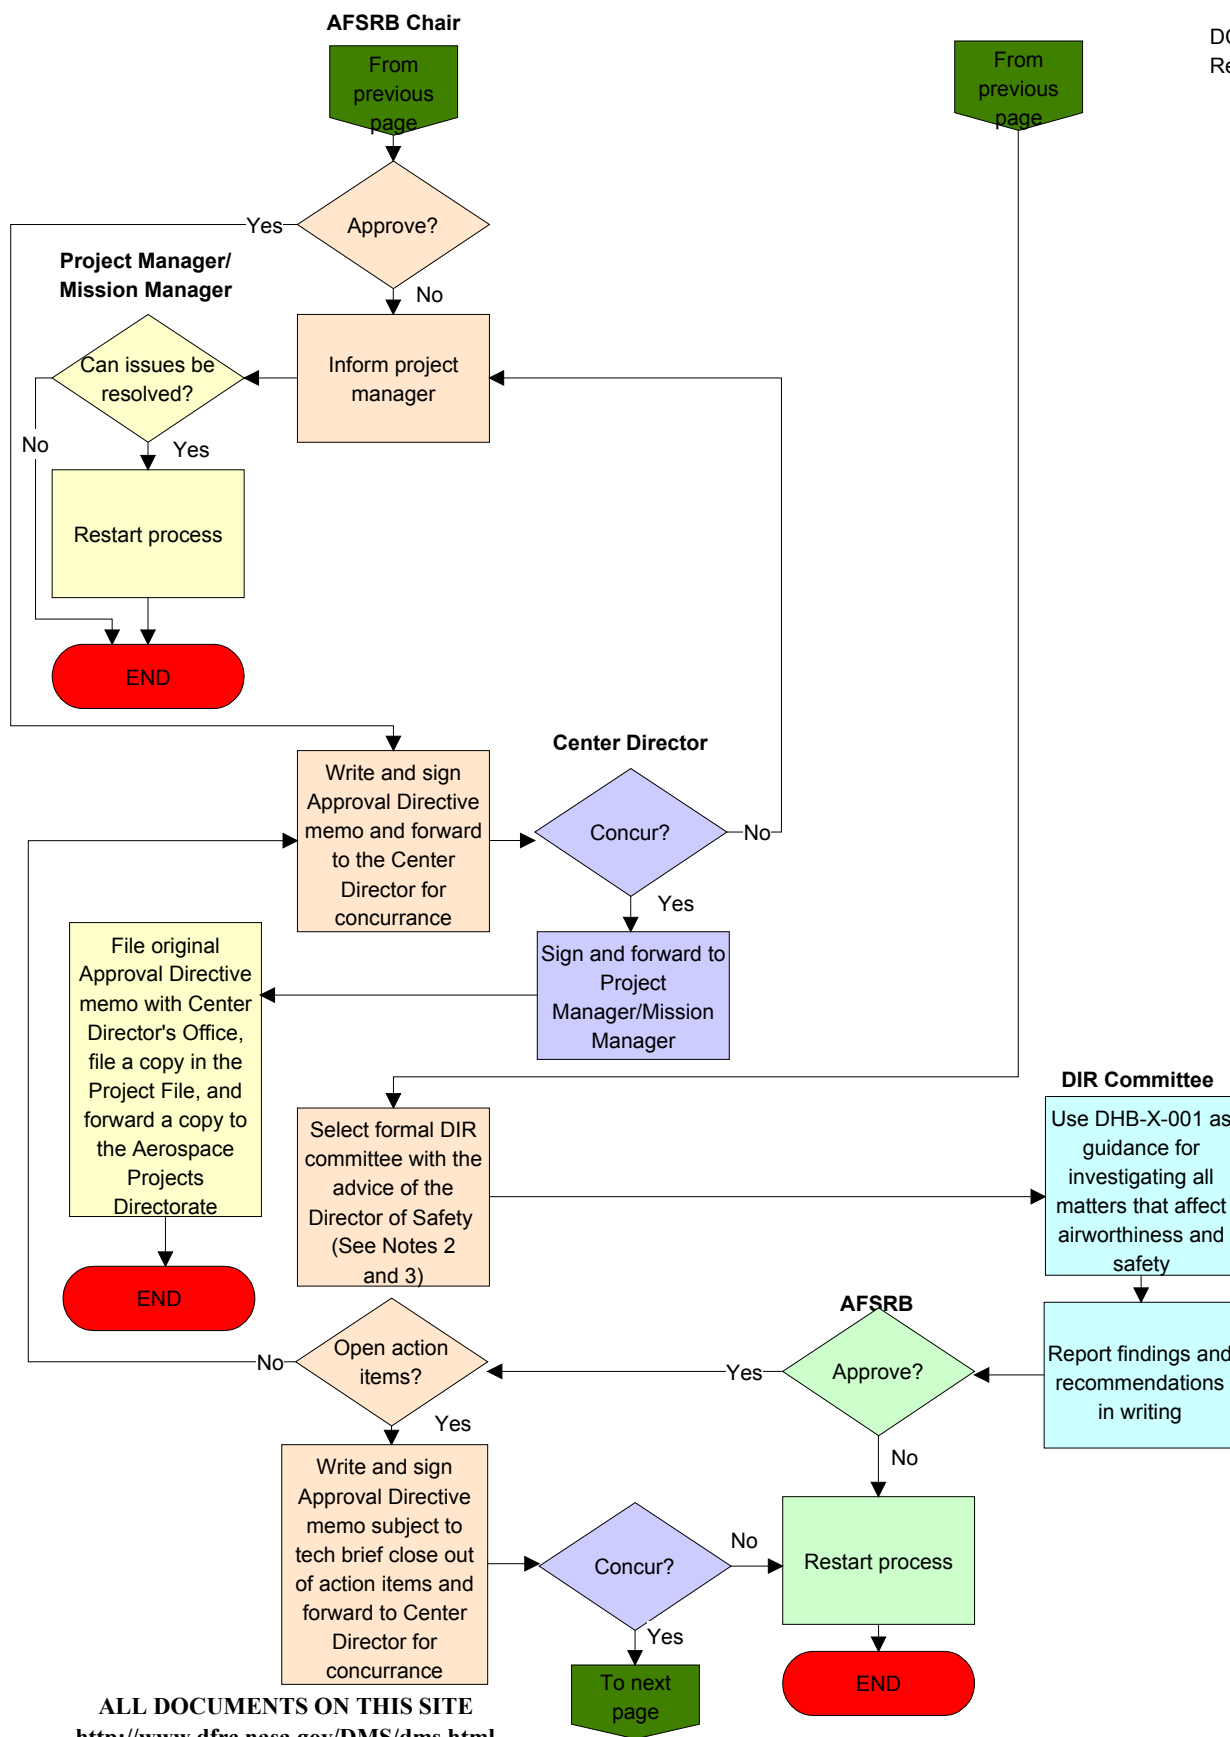 AFSRB Chair
From
previous
page
From
previous
page
Approve?
Yes
No
Project Manager/
Mission Manager
Can issues be
resolved?
Inform project
manager
No
Yes
Restart process
END
Center Director
Write and sign
Approval Directive
memo and forward
to the Center
Director for
concurrance
Concur?
No
Yes
Sign and forward to
Project
Manager/Mission
Manager
File original
Approval Directive
memo with Center
Director's Office,
file a copy in the
Project File, and
forward a copy to
the Aerospace
Projects
Directorate
END
Select formal DIR
committee with the
advice of the
Director of Safety
(See Notes 2
and 3)
DIR Committee
Use DHB-X-001 as
guidance for
investigating all
matters that affect
airworthiness and
safety
Report findings and
recommendations
in writing
AFSRB
Approve?
Yes
No
Open action
items?
No
Yes
Write and sign
Approval Directive
memo subject to
tech brief close out
of action items and
forward to Center
Director for
concurrance
Concur?
No
Yes
Restart process
END
To next
page
ALL DOCUMENTS ON THIS SITE
http://www.dfrc.nasa.gov/DMS/dms.html